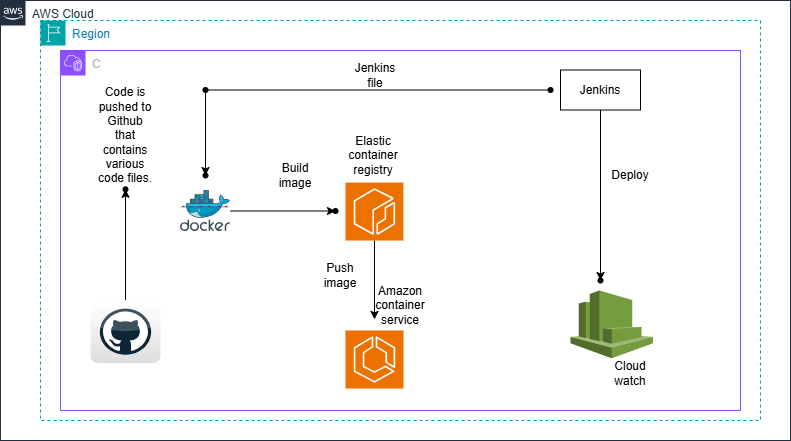 aws
AWS Cloud
Region
C
Code is
pushed to
Github
that
contains
various
code files.
Jenkins
file
Jenkins
Elastic
container
registry
Build
image
docker
Deploy
Push
image
Amazon
container
service
Cloud
watch